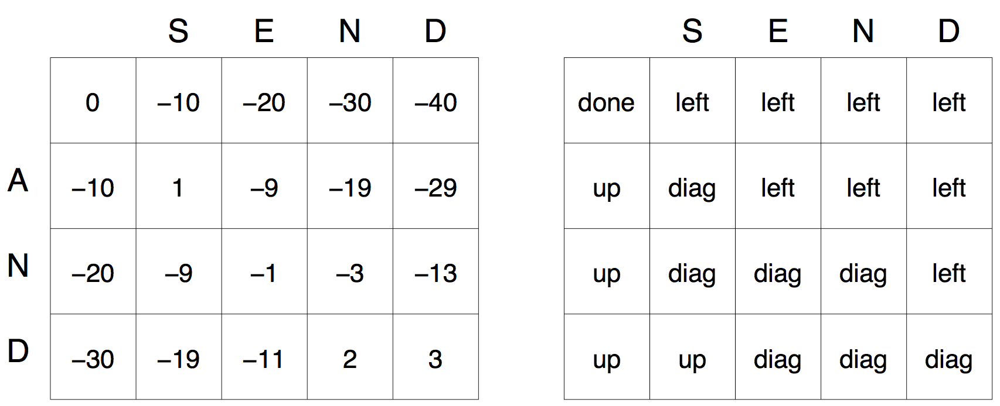 S E N D S E N D
0 –10 –20 –30 –40 done left left left left
A –10 1 –9 –19 –29 up diag left left left
N –20 –9 –1 –3 –13 up diag diag diag left
D –30 –19 –11 2 3 up up diag diag diag